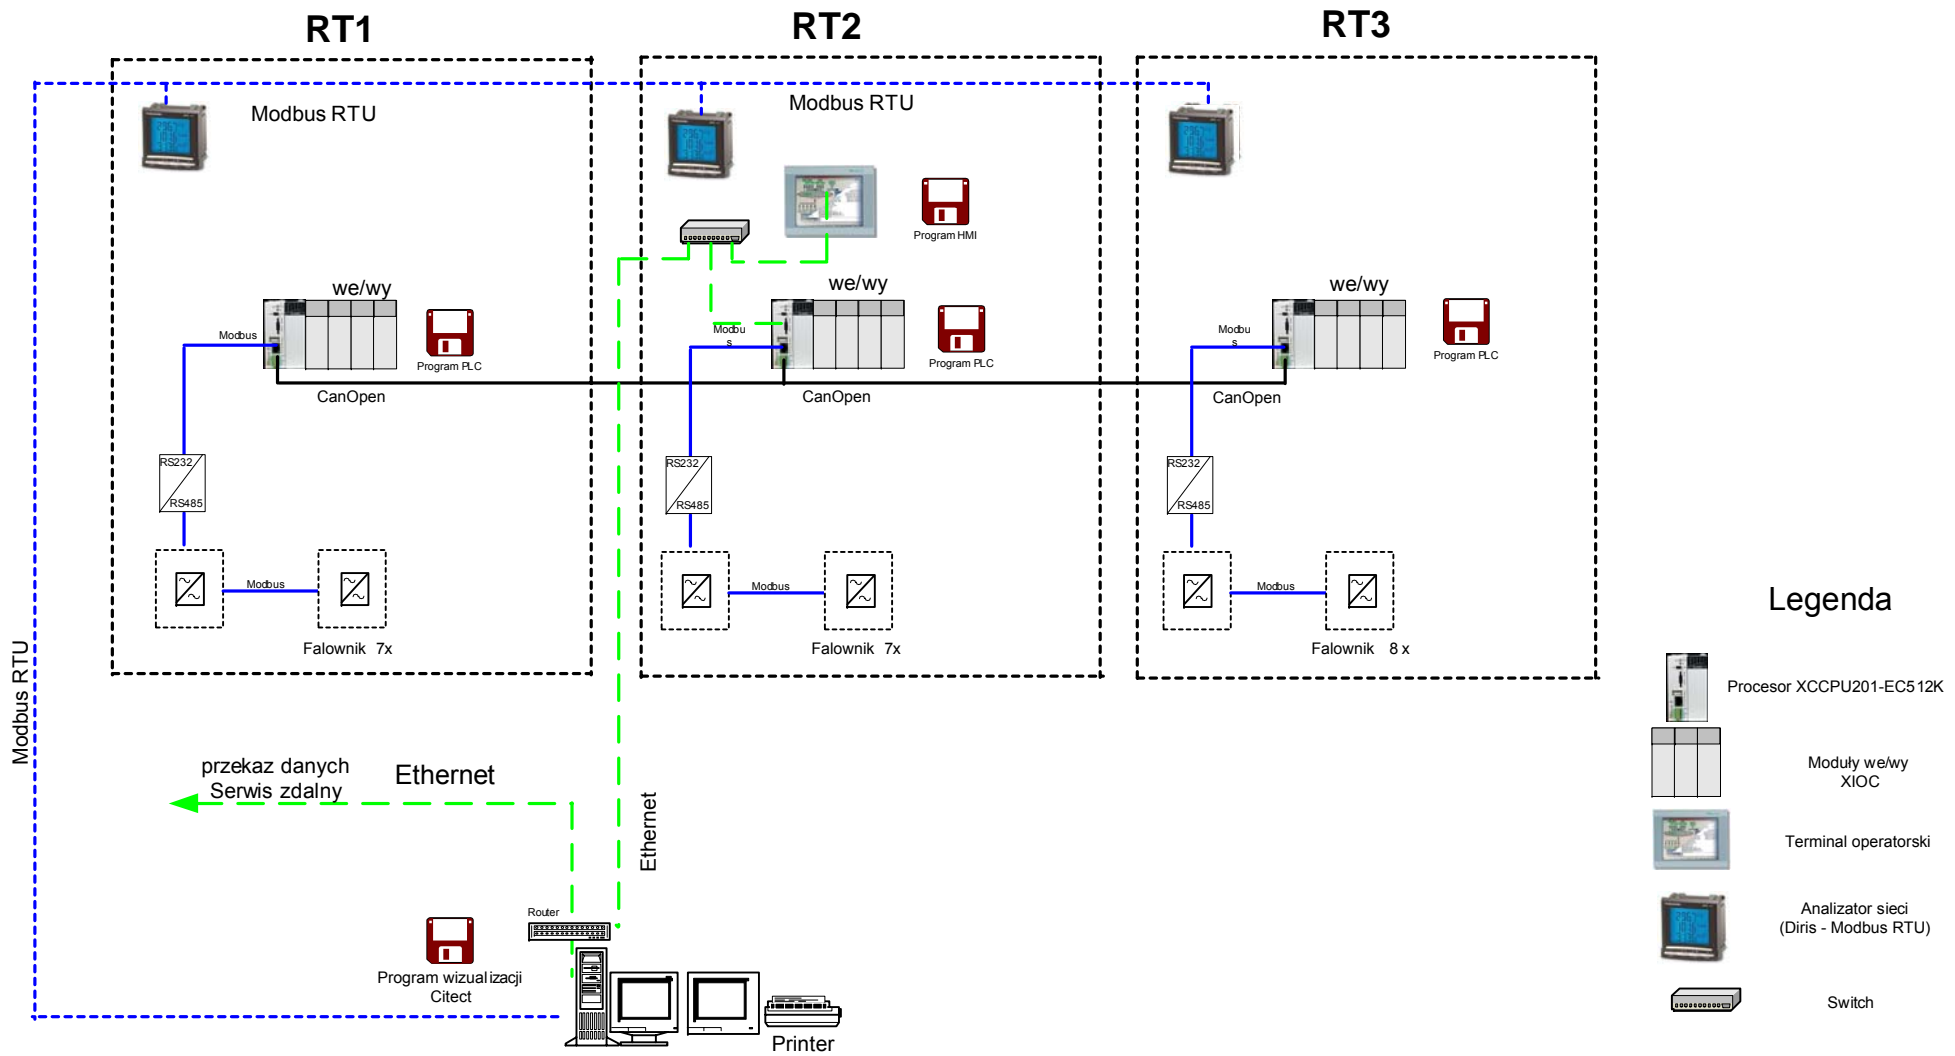 RT1
RT2
RT3
Modbus RTU
Modbus RTU
Program HMI
we/wy
we/wy
we/wy
Modbus
Program PLC
Modbu
s
Program PLC
Modbu
s
Program PLC
CanOpen
CanOpen
CanOpen
RS232
RS485
RS232
RS485
RS232
RS485
Modbus
Modbus
Modbus
Falownik 7x
Falownik 7x
Falownik 8 x
Modbus RTU
przekaz danych
Serwis zdalny
Ethernet
Ethernet
Router
Program wizualizacji
Citect
Printer
Legenda
Procesor XCCPU201-EC512K
Moduły we/wy
XIOC
Terminal operatorski
Analizator sieci
(Diris - Modbus RTU)
Switch